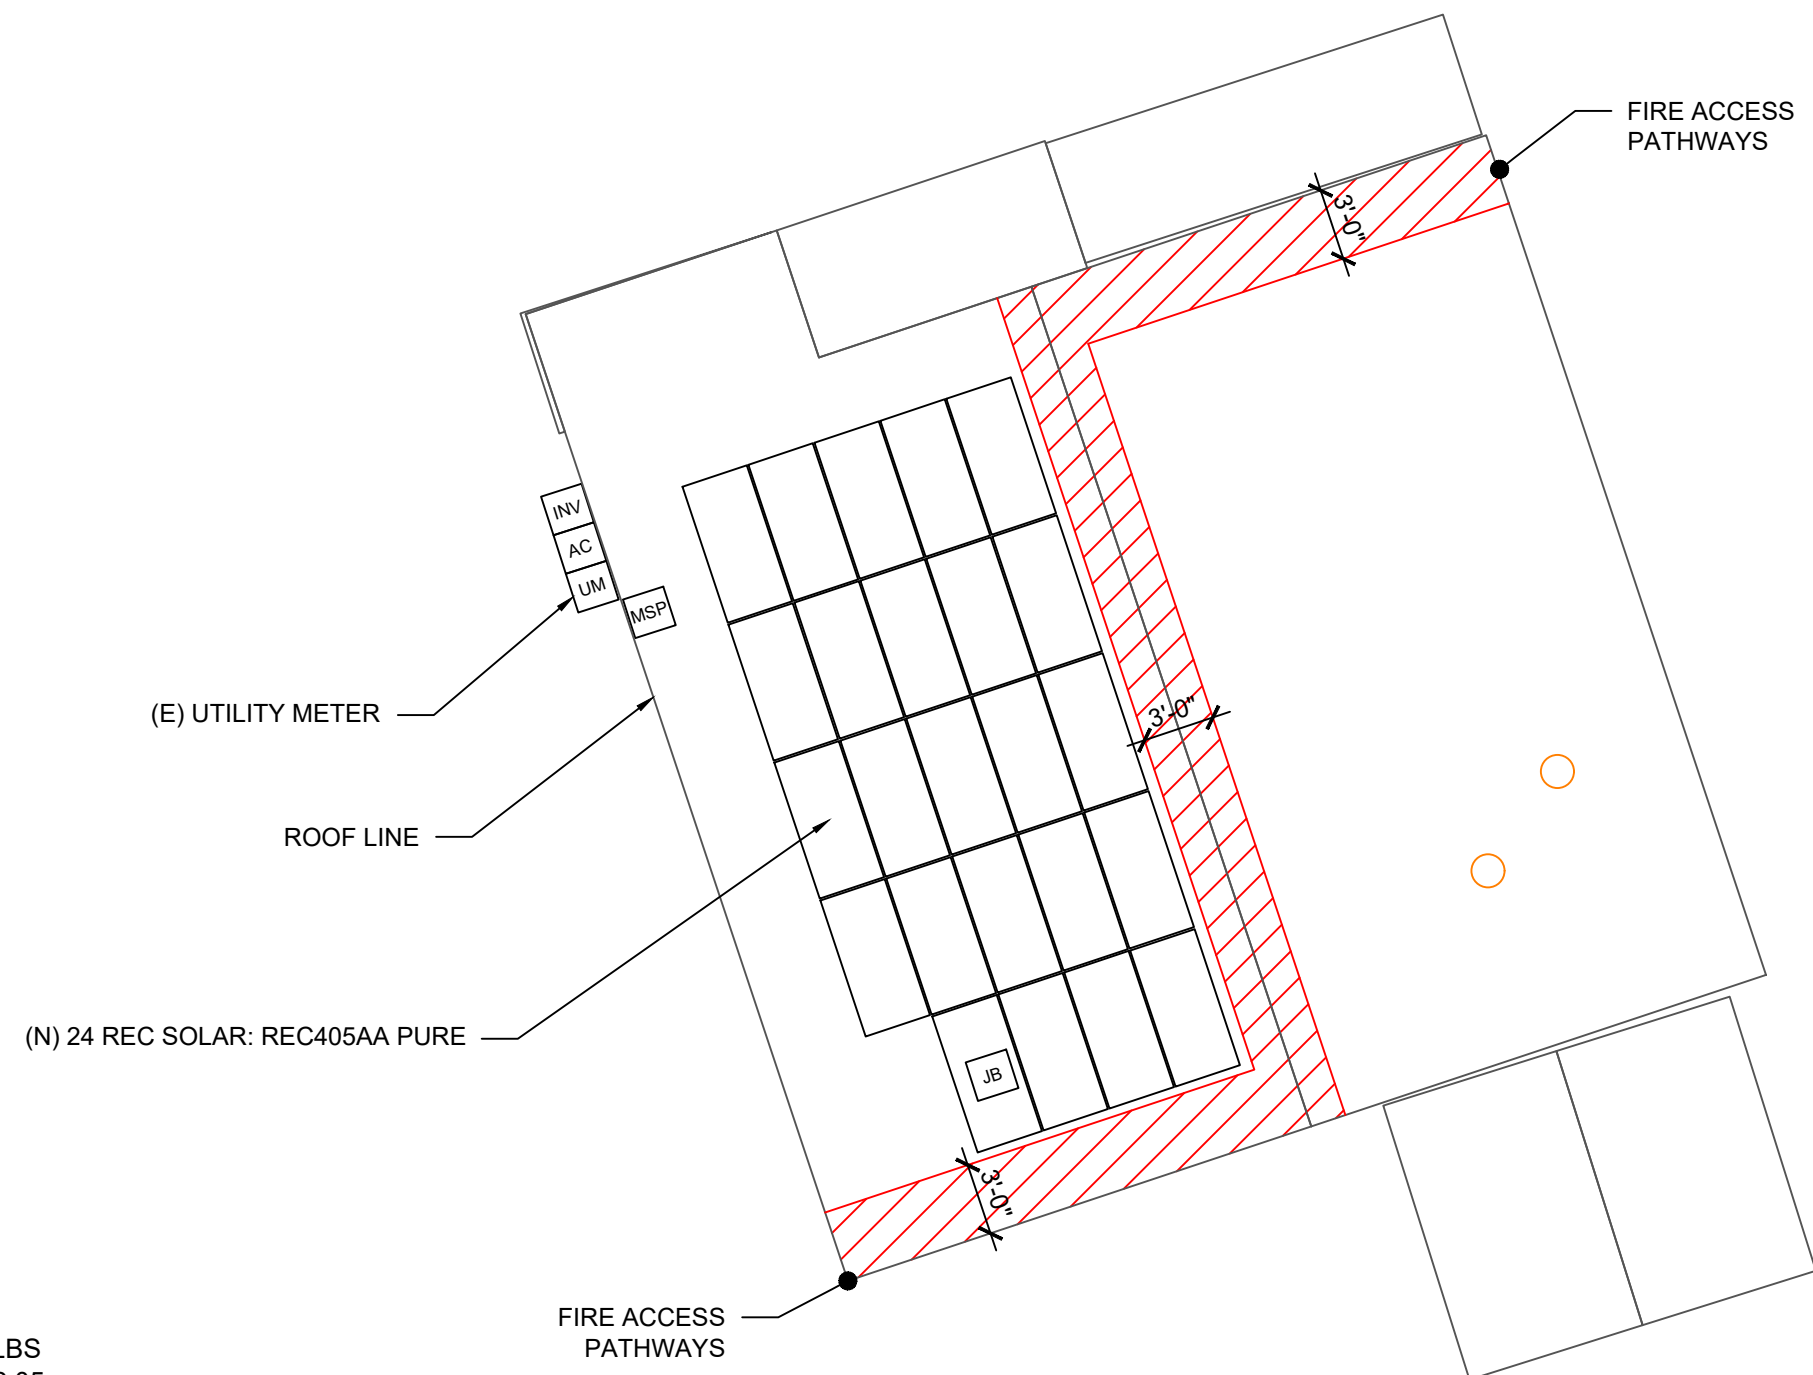 FIRE ACCESS
PATHWAYS
3'-0"
INV
AC
UM
MSP
(E) UTILITY METER
3'-0"
ROOF LINE
(N) 24 REC SOLAR: REC405AA PURE
JB
3'-0"
FIRE ACCESS
PATHWAYS
LBS